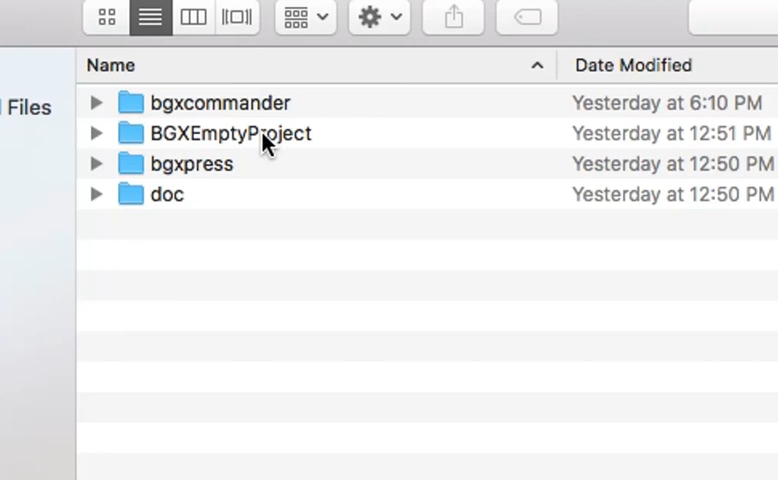 Name Date Modified
Files
bgxcommander Yesterday at 6:10 PM
BGXEmptyProject Yesterday at 12:51 PM
bgxpress Yesterday at 12:50 PM
doc Yesterday at 12:50 PM